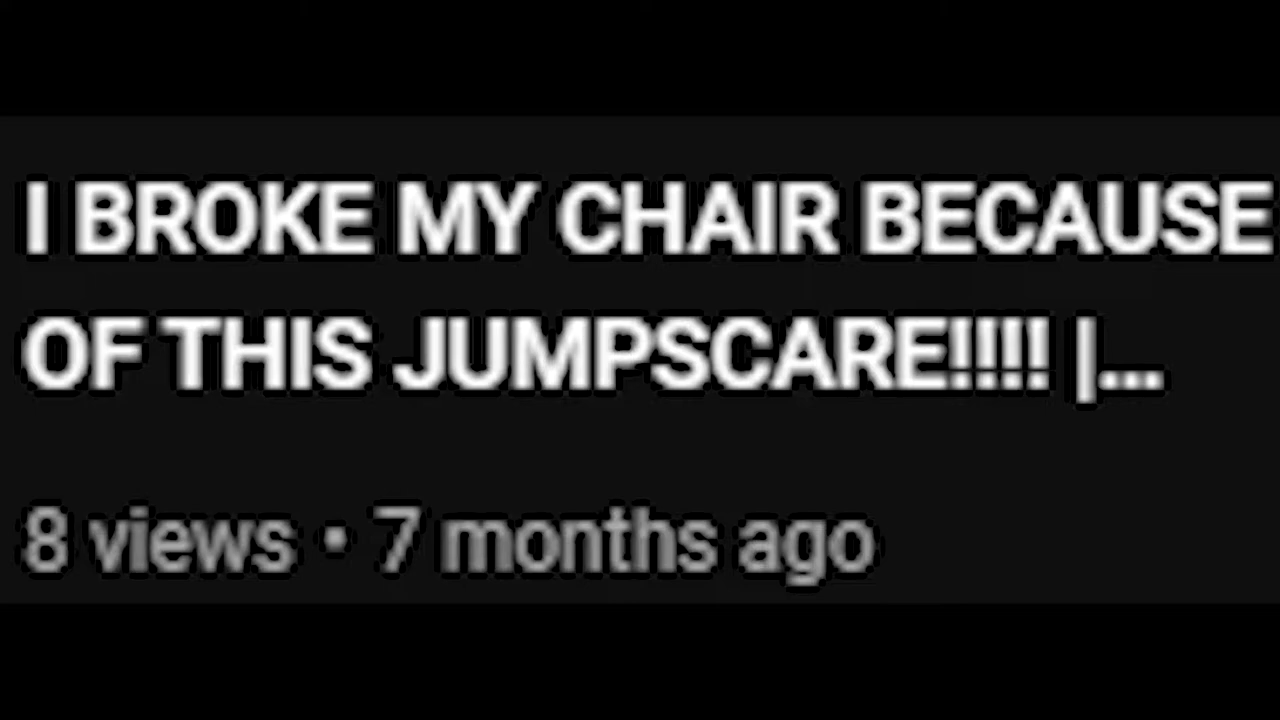 I BROKE MY CHAIR BECAUSE
OF THIS JUMPSCARE!!!! |...
8 views • 7 months ago